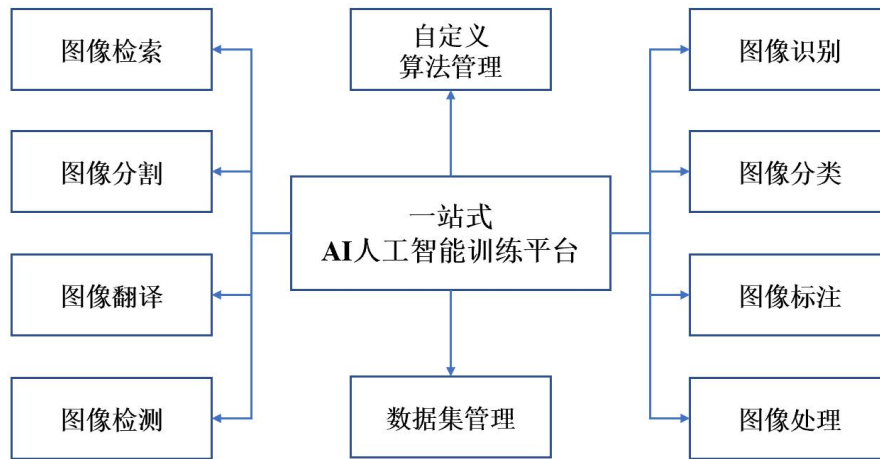 图像检索
自定义
算法管理
图像识别
图像分割
图像分类
一站式
AI人工智能训练平台
图像翻译
图像标注
图像检测
数据集管理
图像处理